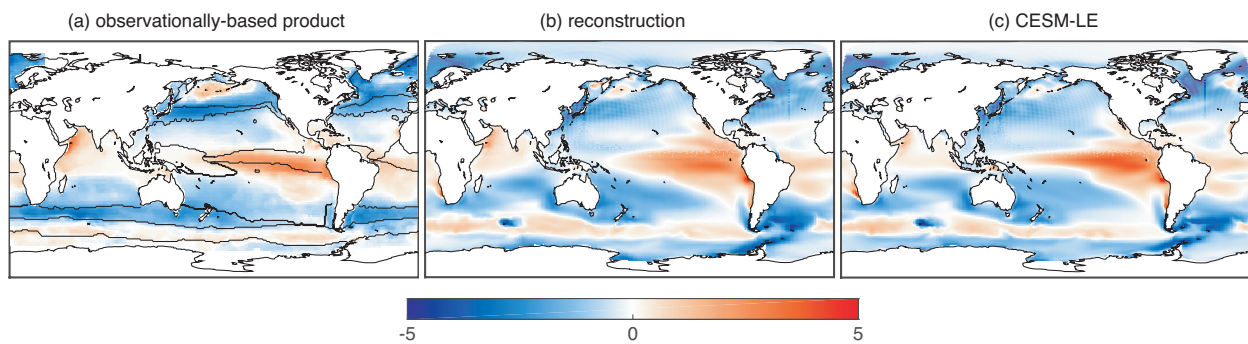 (a) observationally-based product
(b) reconstruction
(c) CESM-LE
-5
0
5